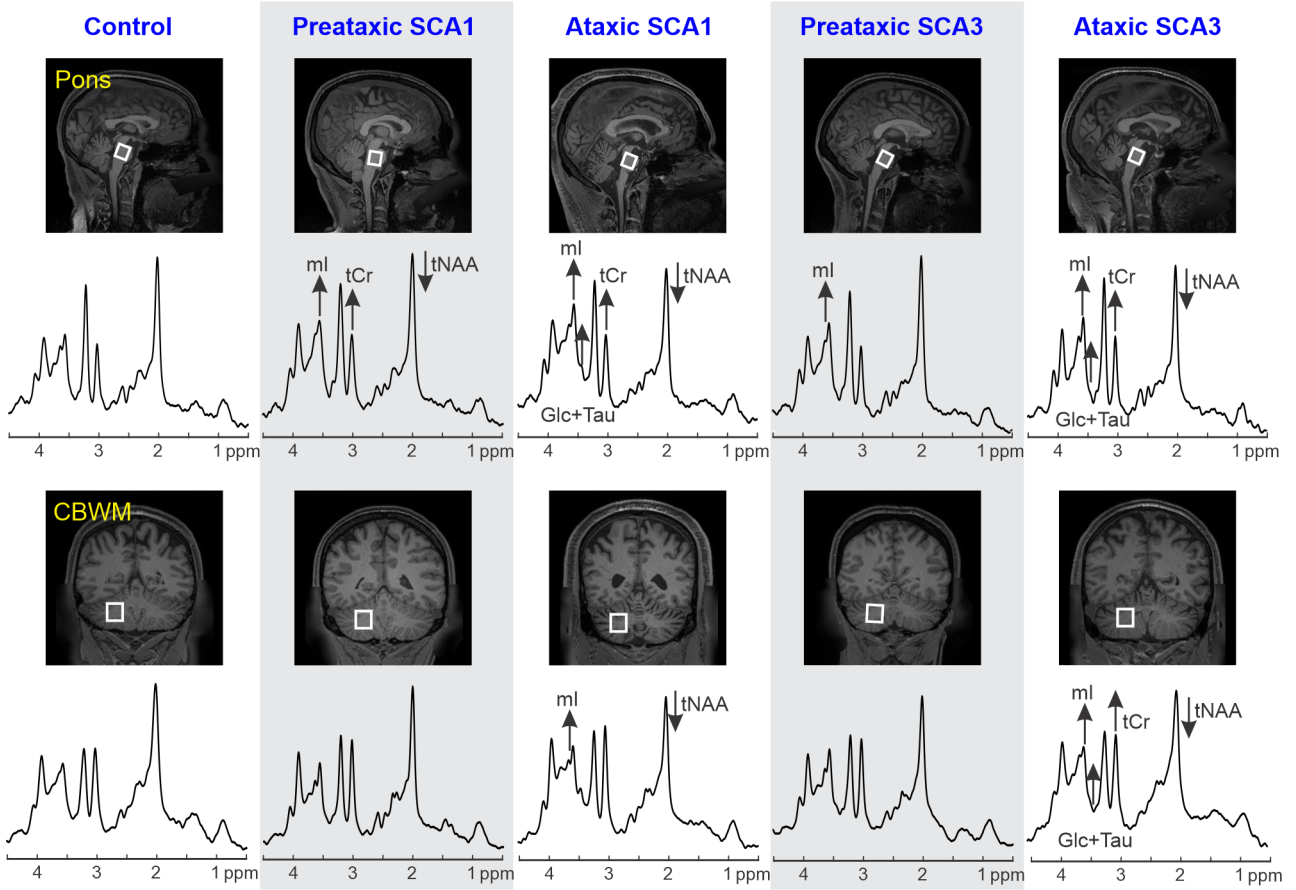 Control Preataxic SCA1 Ataxic SCA1 Preataxic SCA3 Ataxic SCA3
Pons
mI tCr tNAA mI tCr tNAA mI mI tCr tNAA
Glc+Tau Glc+Tau
4 3 2 1 ppm 4 3 2 1 ppm 4 3 2 1 ppm 4 3 2 1 ppm 4 3 2 1 ppm
CBWM
mI tNAA mI tCr tNAA
Glc+Tau
4 3 2 1 ppm 4 3 2 1 ppm 4 3 2 1 ppm 4 3 2 1 ppm 4 3 2 1 ppm